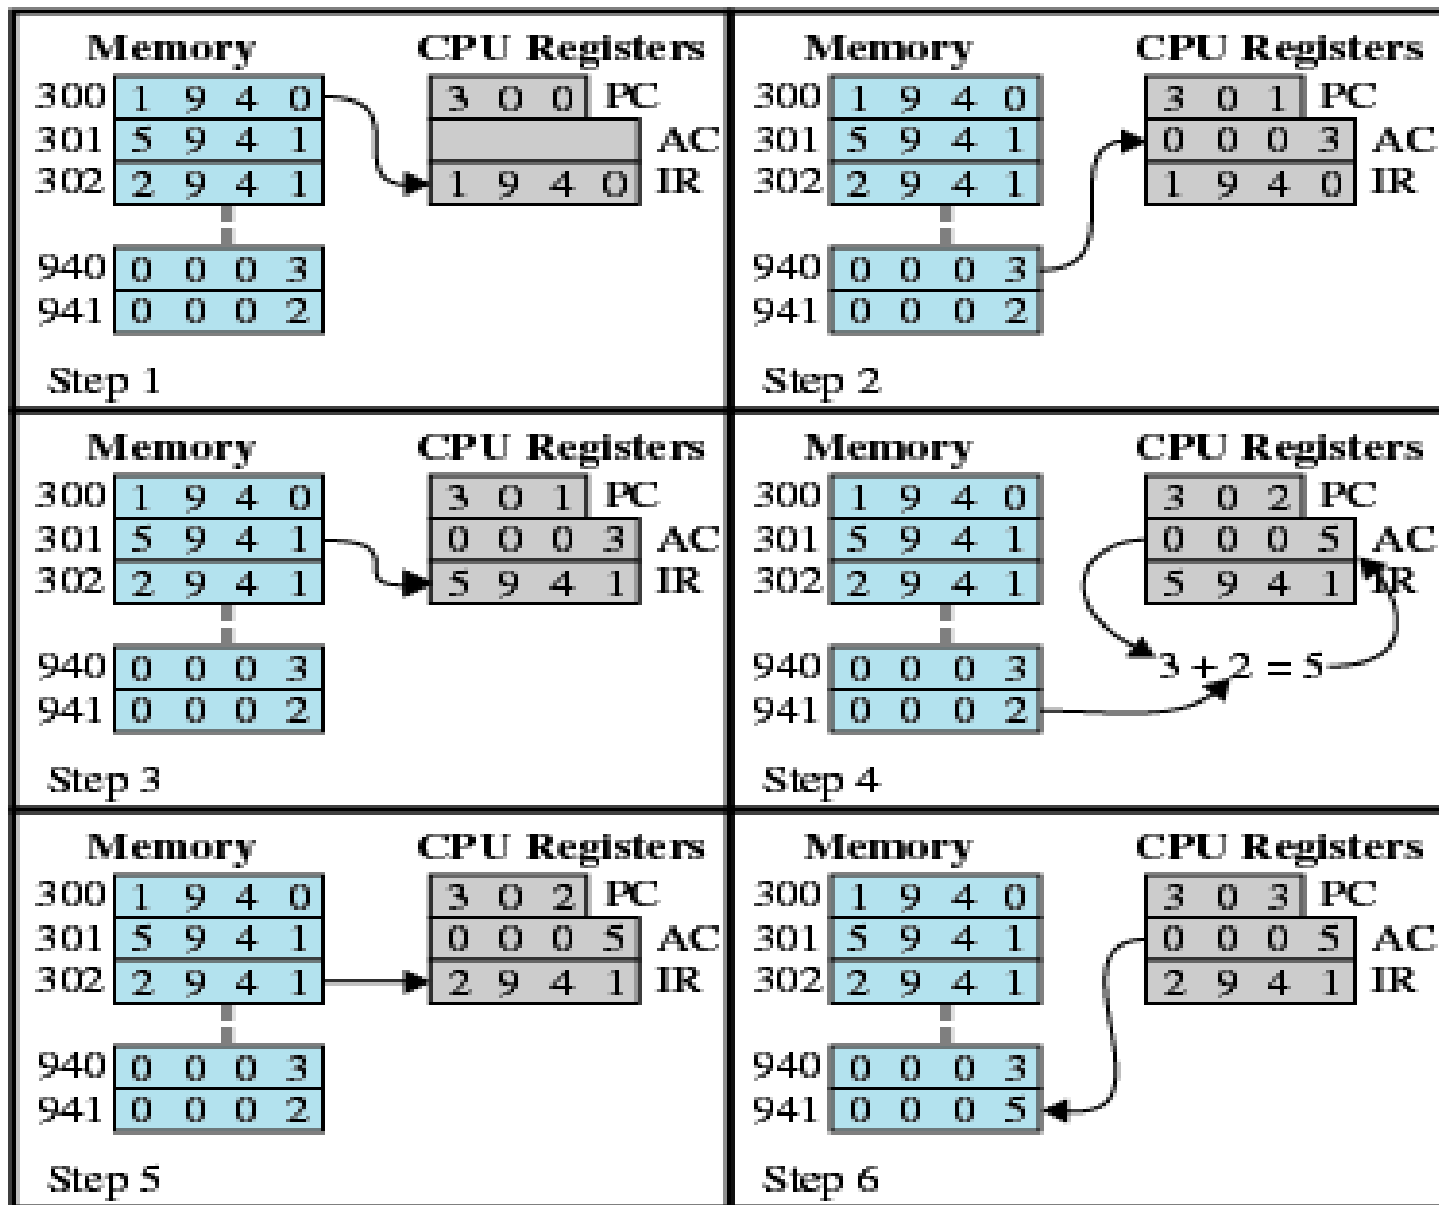 Memory CPU Registers
300 1 9 4 0 3 0 0 PC
301 5 9 4 1 AC
302 2 9 4 1 1 9 4 0 IR
940 0 0 0 3
941 0 0 0 2
Step 1
Memory CPU Registers
300 1 9 4 0 3 0 1 PC
301 5 9 4 1 0 0 0 3 AC
302 2 9 4 1 1 9 4 0 IR
940 0 0 0 3
941 0 0 0 2
Step 2
Memory CPU Registers
300 1 9 4 0 3 0 1 PC
301 5 9 4 1 0 0 0 3 AC
302 2 9 4 1 5 9 4 1 IR
940 0 0 0 3
941 0 0 0 2
Step 3
Memory CPU Registers
300 1 9 4 0 3 0 2 PC
301 5 9 4 1 0 0 0 5 AC
302 2 9 4 1 5 9 4 1 IR
940 0 0 0 3 3 + 2 = 5
941 0 0 0 2
Step 4
Memory CPU Registers
300 1 9 4 0 3 0 2 PC
301 5 9 4 1 0 0 0 5 AC
302 2 9 4 1 2 9 4 1 IR
940 0 0 0 3
941 0 0 0 2
Step 5
Memory CPU Registers
300 1 9 4 0 3 0 3 PC
301 5 9 4 1 0 0 0 5 AC
302 2 9 4 1 2 9 4 1 IR
940 0 0 0 3
941 0 0 0 5
Step 6